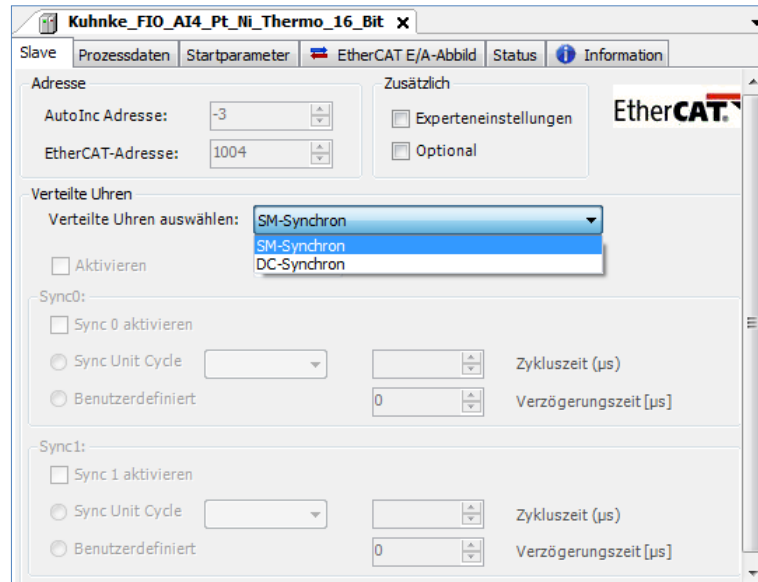 Kuhnke_FIO_AI4_Pt_Ni_Thermo_16_Bit X
Slave Prozessdaten Startparameter EtherCAT E/A-Abbild Status Information
Adresse
AutoInc Adresse: -3
EtherCAT-Adresse: 1004
Zusätzlich
Experteneinstellungen
Optional
EtherCAT.
Verteilte Uhren
Verteilte Uhren auswählen: SM-Synchron
SM-Synchron
DC-Synchron
Aktivieren
Sync0:
Sync 0 aktivieren
Sync Unit Cycle Zykluszeit (µs)
Benutzerdefiniert 0 Verzögerungszeit [µs]
Sync1:
Sync 1 aktivieren
Sync Unit Cycle Zykluszeit (µs)
Benutzerdefiniert 0 Verzögerungszeit [µs]